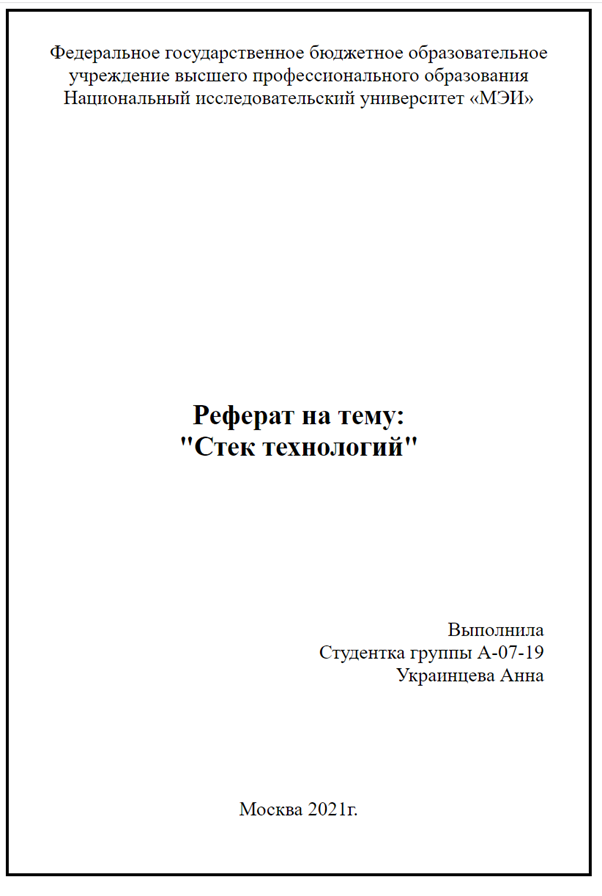 Федеральное государственное бюджетное образовательное
учреждение высшего профессионального образования
Национальный исследовательский университет «МЭИ»
Реферат на тему:
"Стек технологий"
Выполнила
Студентка группы А-07-19
Украинцева Анна
Москва 2021г.